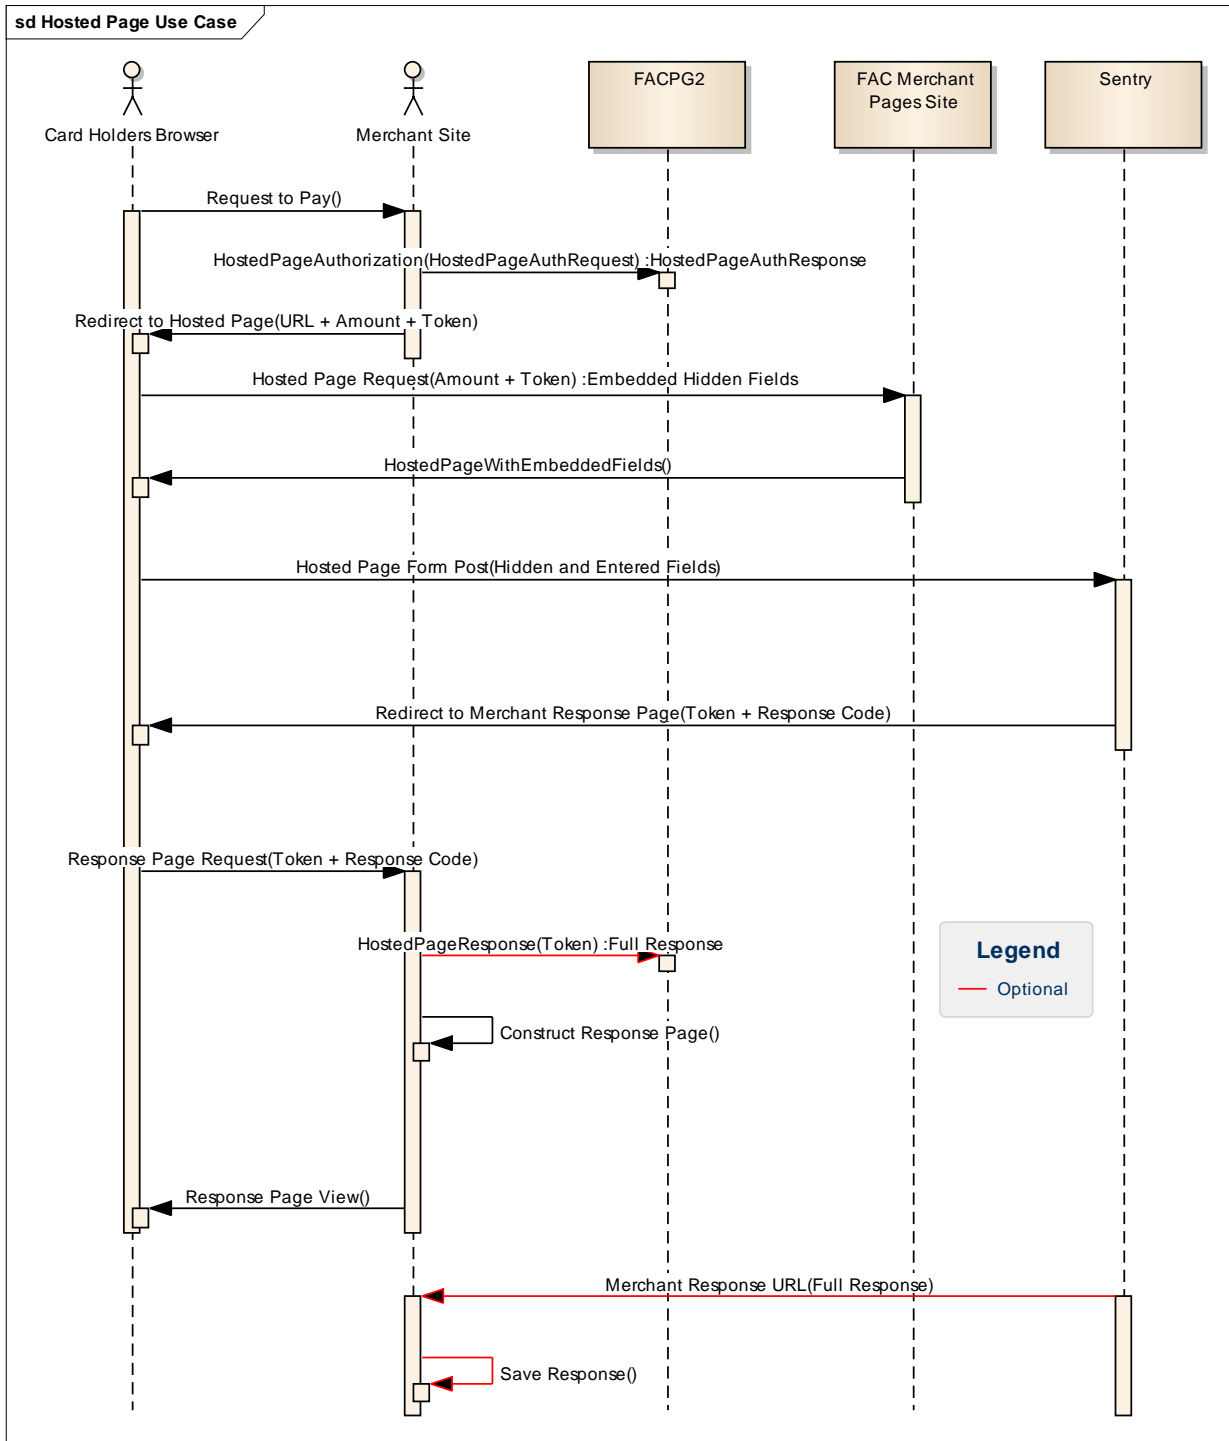 sd Hosted Page Use Case
Card Holders Browser
Merchant Site
FACPG2
FAC Merchant
Pages Site
Sentry
Request to Pay()
HostedPageAuthorization(HostedPageAuthRequest) :HostedPageAuthResponse
Redirect to Hosted Page(URL + Amount + Token)
Hosted Page Request(Amount + Token) :Embedded Hidden Fields
HostedPageWithEmbeddedFields()
Hosted Page Form Post(Hidden and Entered Fields)
Redirect to Merchant Response Page(Token + Response Code)
Response Page Request(Token + Response Code)
HostedPageResponse(Token) :Full Response
Legend
Optional
Construct Response Page()
Response Page View()
Merchant Response URL(Full Response)
Save Response()